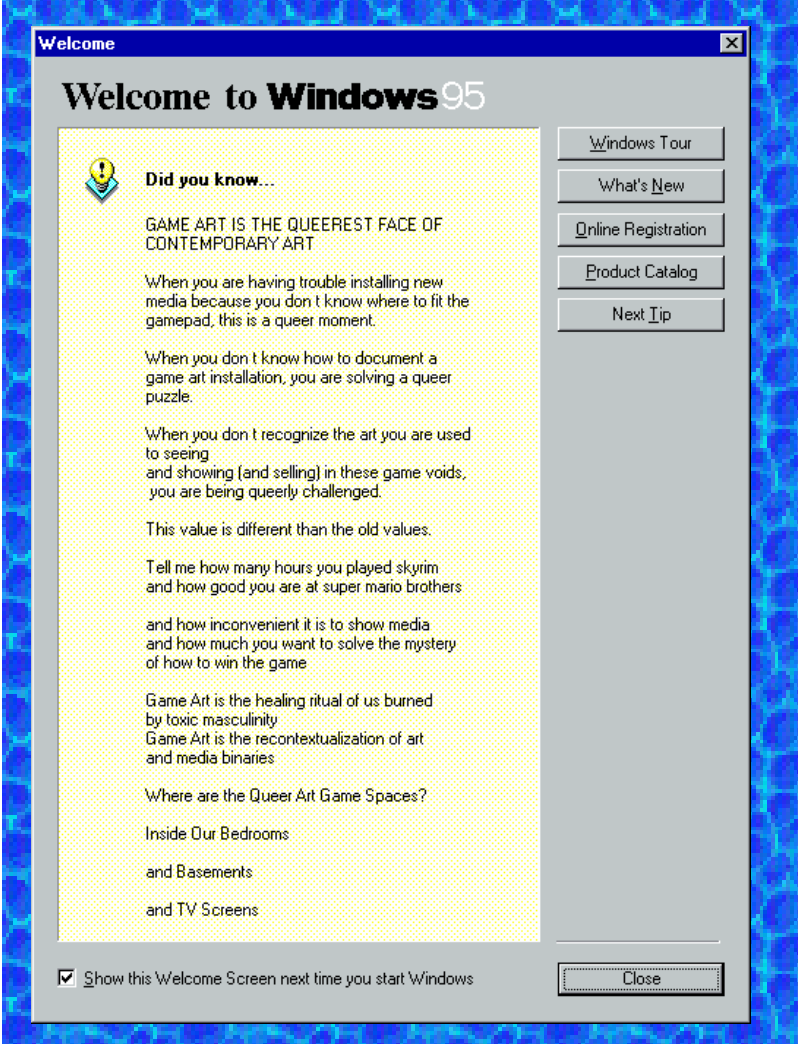 Welcome
Welcome to Windows95
Did you know...
GAME ART IS THE QUEEREST FACE OF
CONTEMPORARY ART
When you are having trouble installing new
media because you don t know where to fit the
gamepad, this is a queer moment.
When you don t know how to document a
game art installation, you are solving a queer
puzzle.
When you don t recognize the art you are used
to seeing
and showing (and selling) in these game voids,
you are being queerly challenged.
This value is different than the old values.
Tell me how many hours you played skyrim
and how good you are at super mario brothers
and how inconvenient it is to show media
and how much you want to solve the mystery
of how to win the game
Game Art is the healing ritual of us burned
by toxic masculinity
Game Art is the recontextualization of art
and media binaries
Where are the Queer Art Game Spaces?
Inside Our Bedrooms
and Basements
and TV Screens
Windows Tour
What's New
Online Registration
Product Catalog
Next Tip
Show this Welcome Screen next time you start Windows
Close